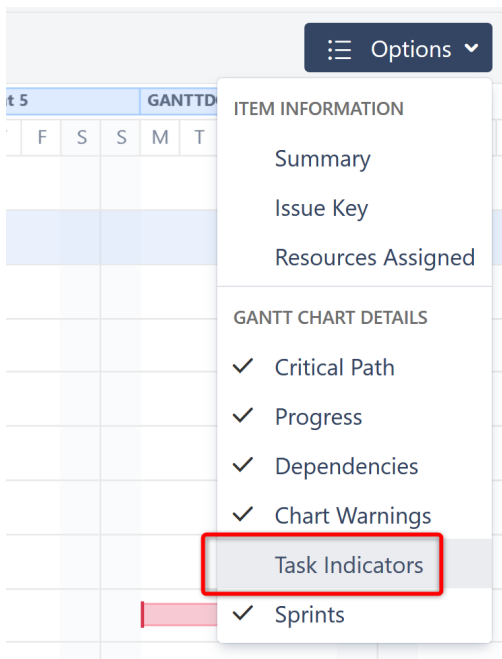 Options
t 5
GANTTD
F S S M T
ITEM INFORMATION
Summary
Issue Key
Resources Assigned
GANTT CHART DETAILS
Critical Path
Progress
Dependencies
Chart Warnings
Task Indicators
Sprints